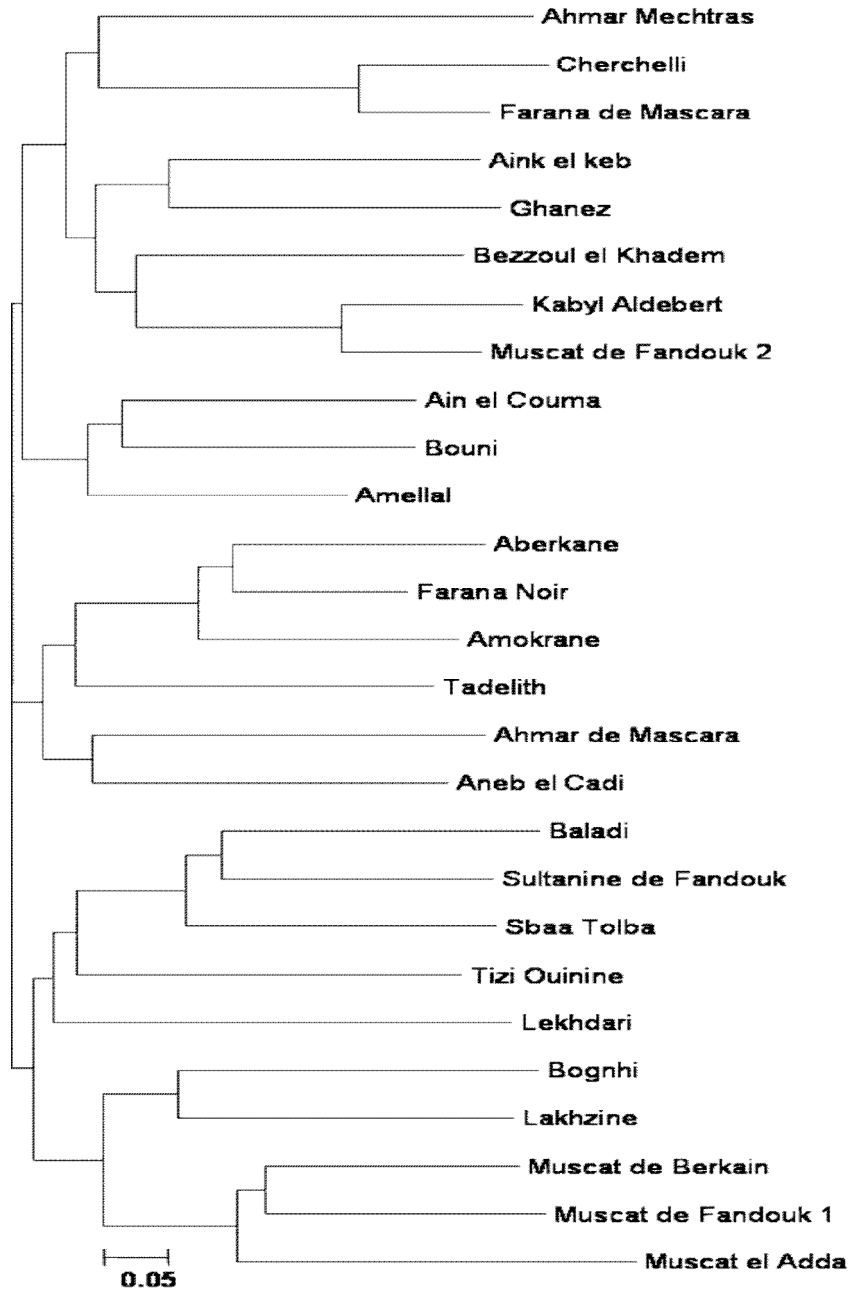 Ahmar Mechtras
Cherchelli
Farana de Mascara
Aink el keb
Ghanez
Bezzoul el Khadem
Kabyl Aldebert
Muscat de Fandouk 2
Ain el Couma
Bouni
Amellal
Aberkane
Farana Noir
Amokrane
Tadelith
Ahmar de Mascara
Aneb el Cadi
Baladi
Sultanine de Fandouk
Sbaa Tolba
Tizi Ouinine
Lekhdari
Bognhi
Lakhzine
Muscat de Berkain
Muscat de Fandouk 1
Muscat el Adda
0.05